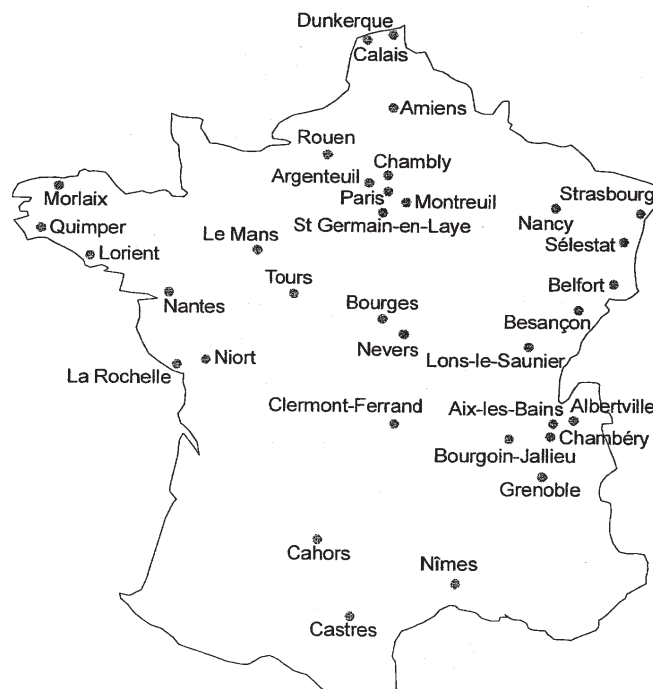 Dunkerque
Calais
Amiens
Rouen
Chambly
Argenteuil
Paris
Montreuil
St Germain-en-Laye
Morlaix
Quimper
Lorient
Le Mans
Nancy
Strasbourg
Sélestat
Tours
Nantes
Belfort
Bourges
Besançon
Nevers
Lons-le-Saunier
La Rochelle
Niort
Clermont-Ferrand
Aix-les-Bains
Albertville
Chambéry
Bourgoin-Jallieu
Grenoble
Cahors
Nîmes
Castres